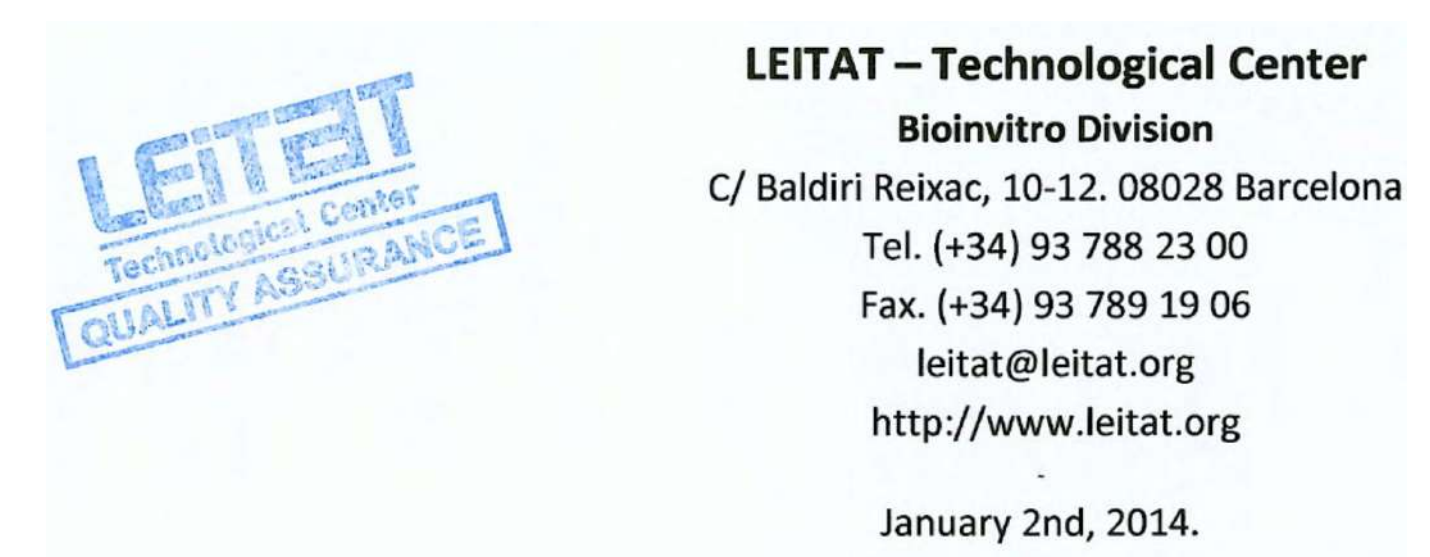 LEITAT
Technological Center
QUALITY ASSURANCE
LEITAT – Technological Center
Bioinvitro Division
C/ Baldiri Reixac, 10-12. 08028 Barcelona
Tel. (+34) 93 788 23 00
Fax. (+34) 93 789 19 06
leitat@leitat.org
http://www.leitat.org
January 2nd, 2014.